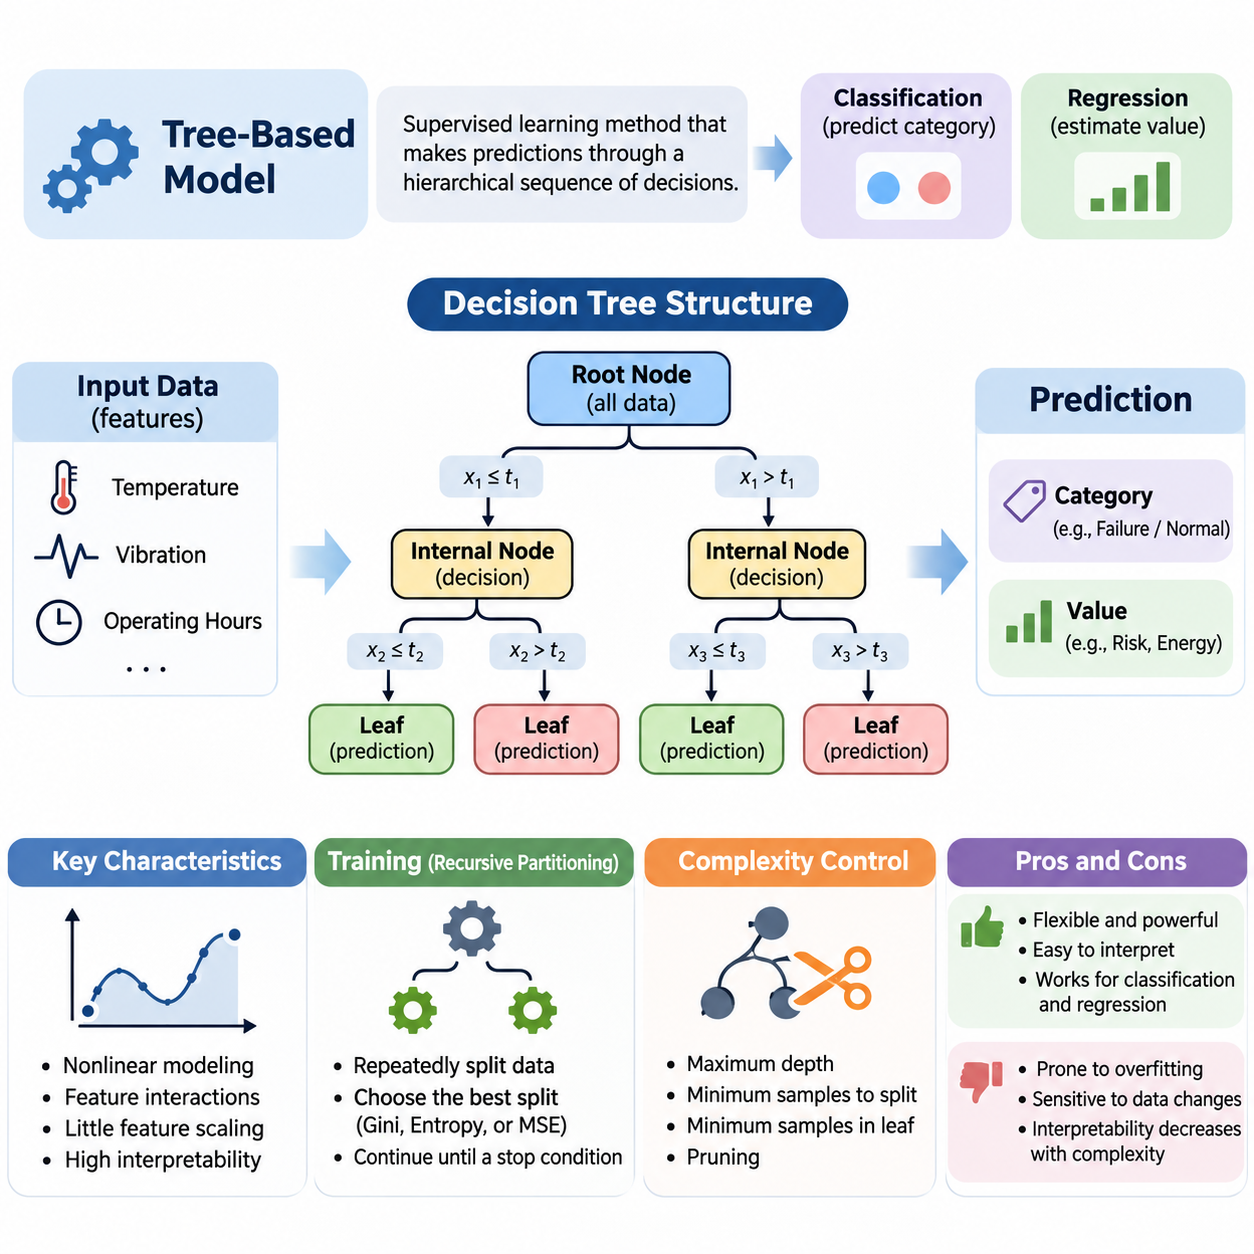 Tree-Based
Model
Supervised learning method that
makes predictions through a
hierarchical sequence of decisions.
Classification
(predict category)
Regression
(estimate value)
Decision Tree Structure
Input Data
(features)
Temperature
Vibration
Operating Hours
...
Root Node
(all data)
x₁ ≤ t₁
x₁ > t₁
Internal Node
(decision)
Internal Node
(decision)
x₂ ≤ t₂
x₂ > t₂
x₃ ≤ t₃
x₃ > t₃
Leaf
(prediction)
Leaf
(prediction)
Leaf
(prediction)
Leaf
(prediction)
Prediction
Category
(e.g., Failure / Normal)
Value
(e.g., Risk, Energy)
Key Characteristics
• Nonlinear modeling
• Feature interactions
• Little feature scaling
• High interpretability
Training (Recursive Partitioning)
• Repeatedly split data
• Choose the best split
(Gini, Entropy, or MSE)
• Continue until a stop condition
Complexity Control
• Maximum depth
• Minimum samples to split
• Minimum samples in leaf
• Pruning
Pros and Cons
• Flexible and powerful
• Easy to interpret
• Works for classification
and regression
• Prone to overfitting
• Sensitive to data changes
• Interpretability decreases
with complexity